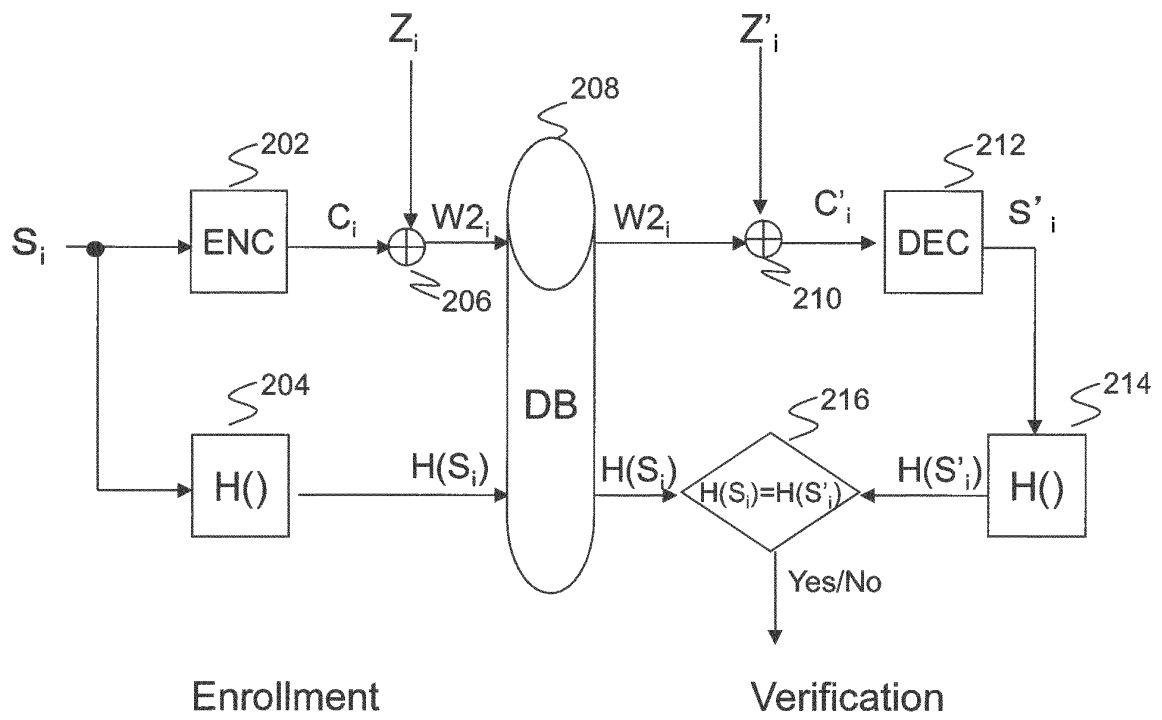 Z_i
Z'_i
208
202
212
C_i
W2_i
W2_i
C'_i
S'_i
S_i
ENC
DEC
206
210
204
216
214
DB
H()
H(S_i)
H(S_i)
H(S_i)=H(S'_i)
H(S'_i)
H()
Yes/No
Enrollment
Verification